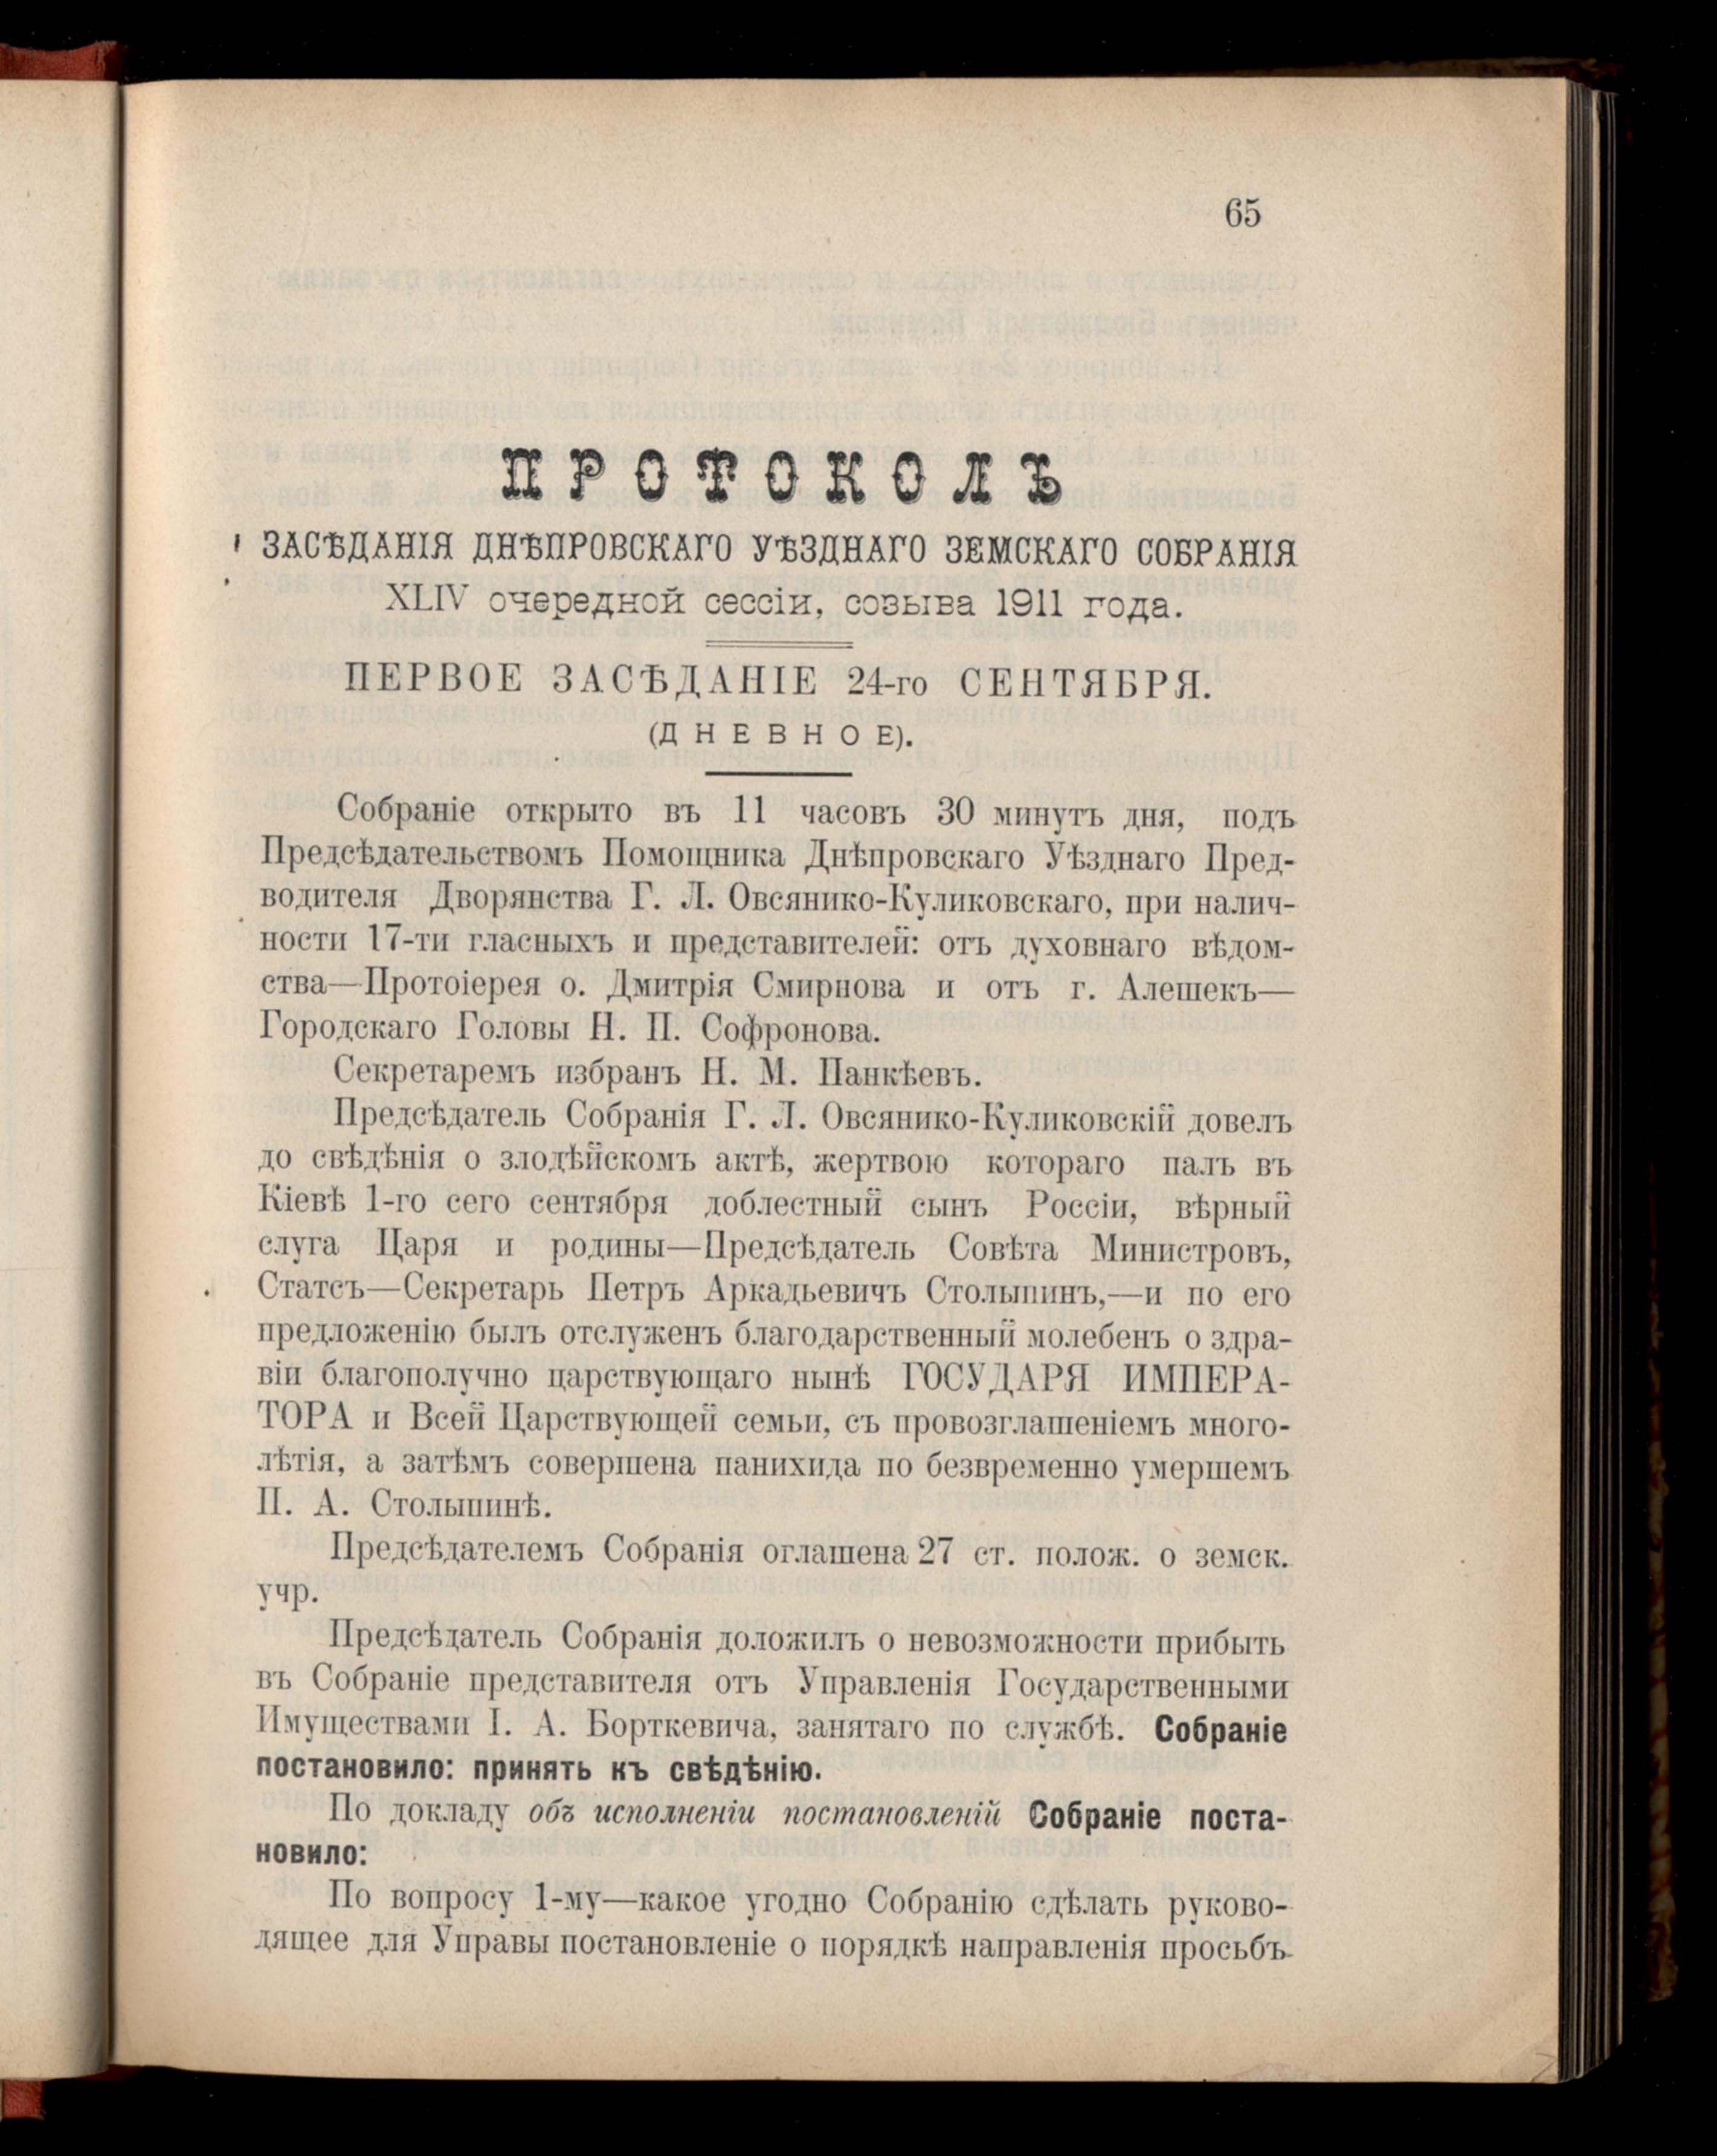 65
ПРОТОКОЛЪ
ЗАСѢДАНІЯ ДНѢПРОВСКАГО УѢЗДНАГО ЗЕМСКАГО СОБРАНІЯ
XLIV очередной сессіи, созыва 1911 года.
ПЕРВОЕ ЗАСѢДАНІЕ 24-го СЕНТЯБРЯ.
(ДНЕВНОЕ).
Собраніе открыто въ 11 часовъ 30 минутъ дня, подъ
Предсѣдательствомъ Помощника Днѣпровскаго Уѣзднаго Пред-
водителя Дворянства Г. Л. Овсянико-Куликовскаго, при налич-
ности 17-ти гласныхъ и представителей: отъ духовнаго вѣдом-
ства—Протоіерея о. Дмитрія Смирнова и отъ г. Алешекъ—
Городскаго Головы Н. П. Софронова.
Секретаремъ избранъ Н. М. Панкѣевъ.
Предсѣдатель Собранія Г. Л. Овсянико-Куликовскій довелъ
до свѣдѣнія о злодѣйскомъ актѣ, жертвою котораго палъ въ
Кіевѣ 1-го сего сентября доблестный сынъ Россіи, вѣрный
слуга Царя и родины—Предсѣдатель Совѣта Министровъ,
Статсъ—Секретарь Петръ Аркадьевичъ Столыпинъ,—и по его
предложенію былъ отслуженъ благодарственный молебенъ о здра-
віи благополучно царствующаго нынѣ ГОСУДАРЯ ИМПЕРА-
ТОРА и Всей Царствующей семьи, съ провозглашеніемъ много-
лѣтія, а затѣмъ совершена панихида по безвременно умершемъ
П. А. Столыпинѣ.
Предсѣдателемъ Собранія оглашена 27 ст. полож. о земск.
учр.
Предсѣдатель Собранія доложилъ о невозможности прибыть
въ Собраніе представителя отъ Управленія Государственными
Имуществами І. А. Борткевича, занятаго по службѣ. Собраніе
постановило: принять къ свѣдѣнію.
По докладу объ исполненіи постановленій Собраніе поста-
новило:
По вопросу 1-му—какое угодно Собранію сдѣлать руково-
дящее для Управы постановленіе о порядкѣ направленія просьбъ